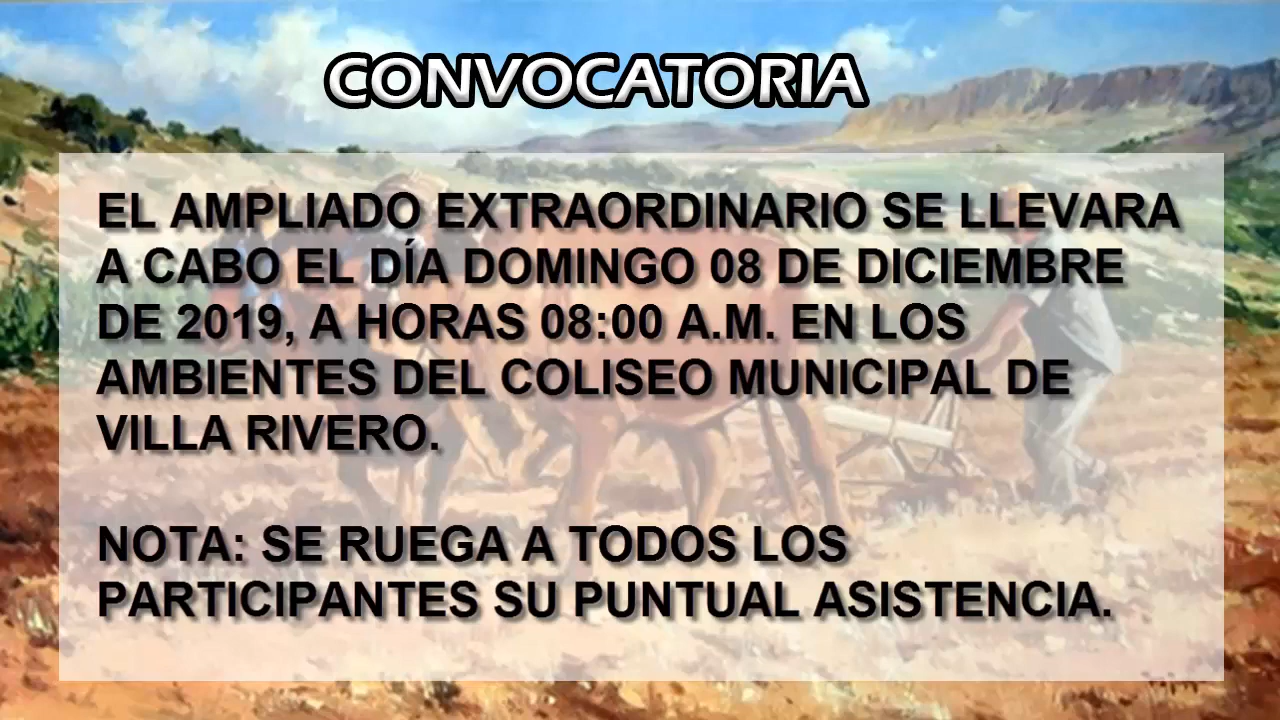 CONVOCATORIA
EL AMPLIADO EXTRAORDINARIO SE LLEVARA
A CABO EL DÍA DOMINGO 08 DE DICIEMBRE
DE 2019, A HORAS 08:00 A.M. EN LOS
AMBIENTES DEL COLISEO MUNICIPAL DE
VILLA RIVERO.
NOTA: SE RUEGA A TODOS LOS
PARTICIPANTES SU PUNTUAL ASISTENCIA.